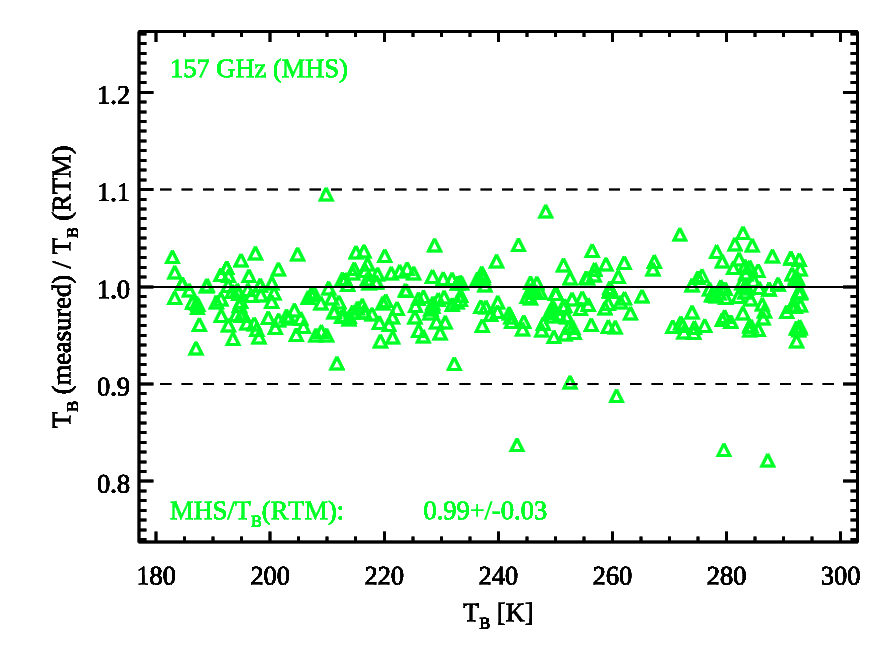 157 GHz (MHS)
1.2
1.1
1.0
0.9
0.8
T_B (measured) / T_B (RTM)
MHS/T_B(RTM): 0.99+/-0.03
180 200 220 240 260 280 300
T_B [K]